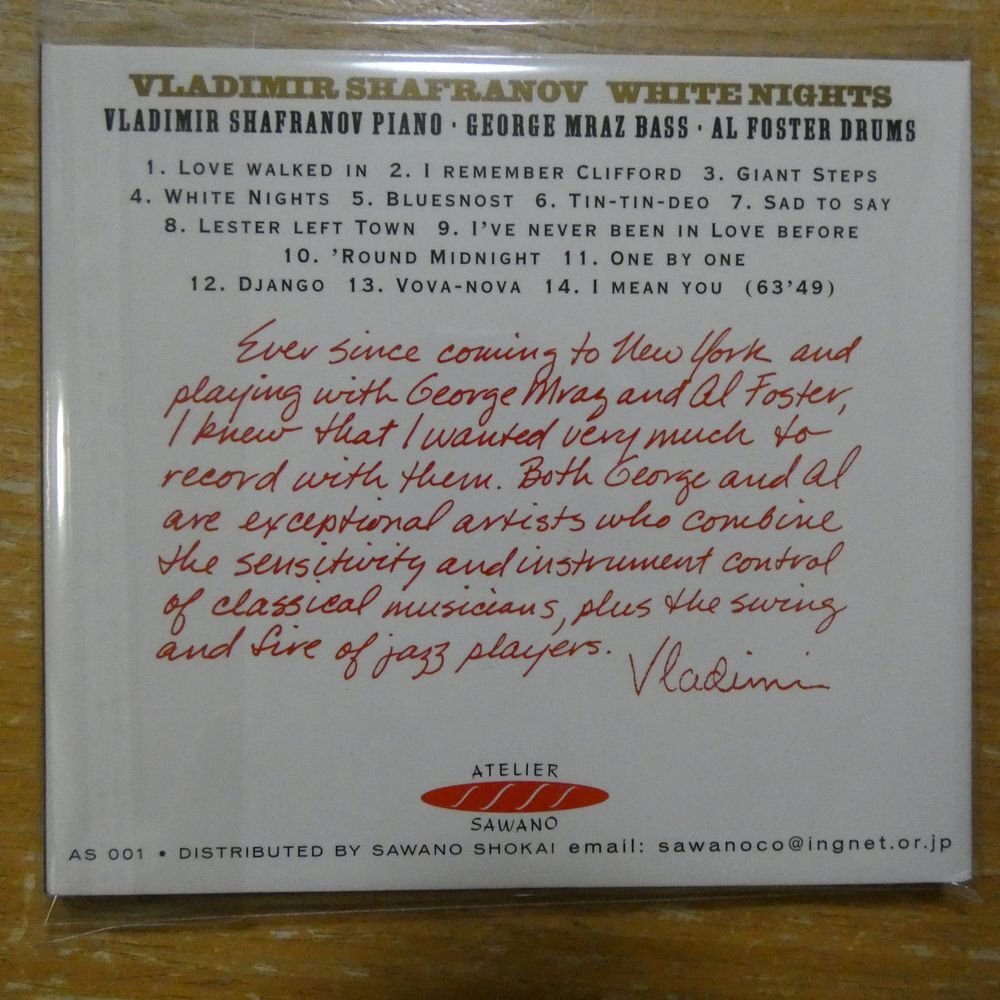 VLADIMIR SHAFRANOV WHITE NIGHTS
VLADIMIR SHAFRANOV PIANO · GEORGE MRAZ BASS · AL FOSTER DRUMS
1. LOVE WALKED IN 2. I REMEMBER CLIFFORD 3. GIANT STEPS
4. WHITE NIGHTS 5. BLUESNOST 6. TIN-TIN-DEO 7. SAD TO SAY
8. LESTER LEFT TOWN 9. I'VE NEVER BEEN IN LOVE BEFORE
10. 'ROUND MIDNIGHT 11. ONE BY ONE
12. DJANGO 13. VOVA-NOVA 14. I MEAN YOU (63'49)
Ever since coming to New York and
playing with George Mraz and Al Foster,
I knew that I wanted very much to
record with them. Both George and Al
are exceptional artists who combine
the sensitivity and instrument control
of classical musicians, plus the swing
and fire of jazz players.
Vladimir
ATELIER
SAWANO
AS 001 • DISTRIBUTED BY SAWANO SHOKAI email: sawanoco@ingnet.or.jp